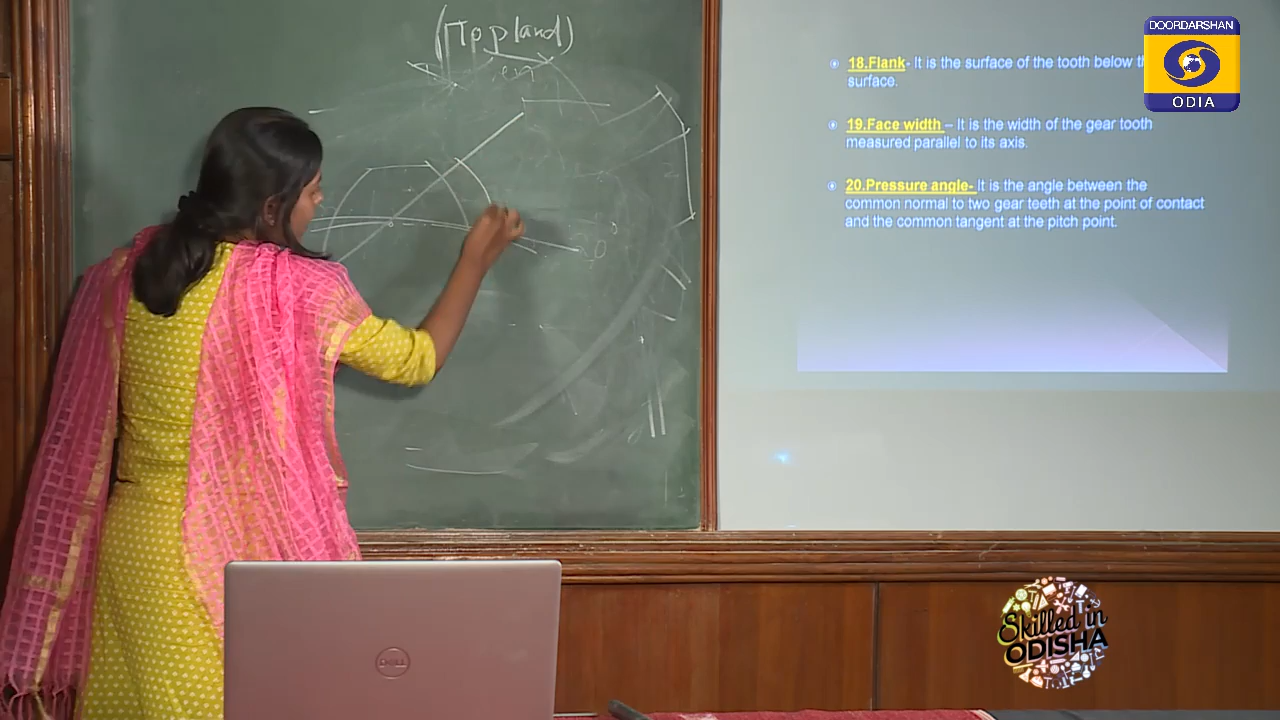 (Toppland)
20°
18.Flank- It is the surface of the tooth below th
surface.
19.Face width – It is the width of the gear tooth
measured parallel to its axis.
20.Pressure angle- It is the angle between the
common normal to two gear teeth at the point of contact
and the common tangent at the pitch point.
DOORDARSHAN
ODIA
Skilled in
ODISHA
DELL